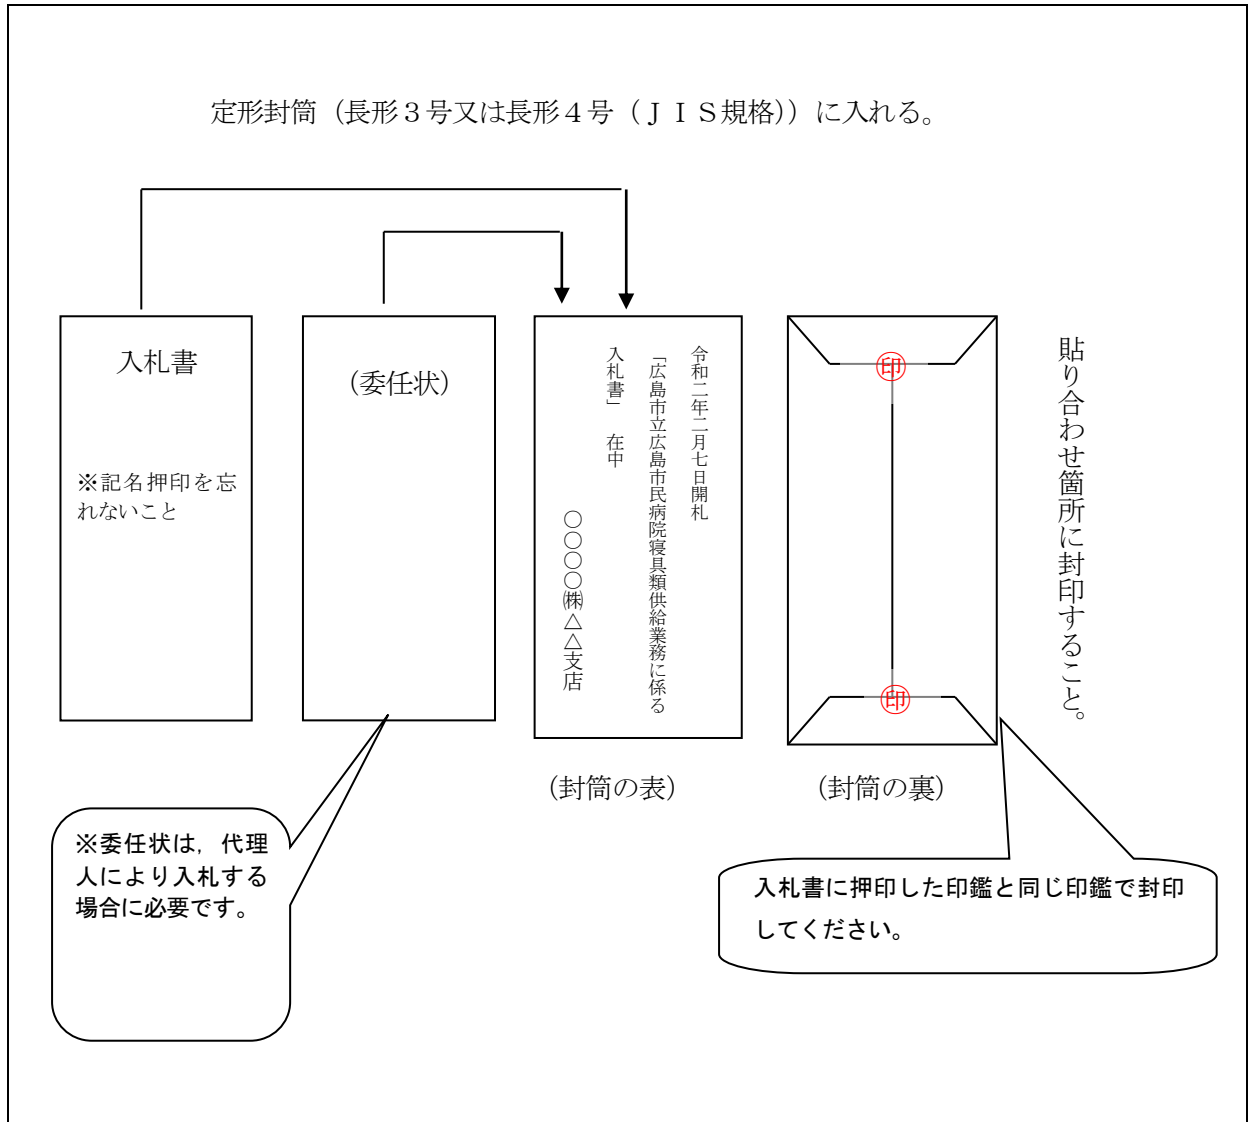 定形封筒（長形３号又は長形４号（ＪＩＳ規格））に入れる。
入札書
※記名押印を忘
れないこと
（委任状）
令和二年二月七日開札
「広島市立広島市民病院寝具類供給業務に係る
入札書」　在中
〇〇〇〇㈱△△支店
印
印
貼り合わせ箇所に封印すること。
（封筒の表）
（封筒の裏）
※委任状は，代理
人により入札する
場合に必要です。
入札書に押印した印鑑と同じ印鑑で封印
してください。